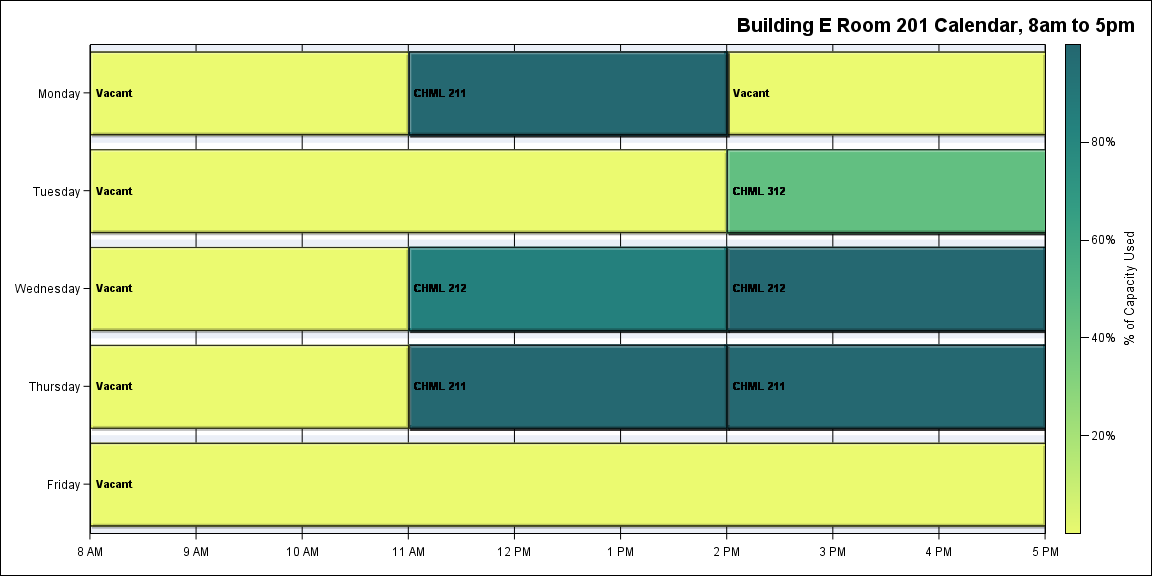 Building E Room 201 Calendar, 8am to 5pm
Monday
Vacant
CHML 211
Vacant
Tuesday
Vacant
CHML 312
Wednesday
Vacant
CHML 212
CHML 212
Thursday
Vacant
CHML 211
CHML 211
Friday
Vacant
8 AM 9 AM 10 AM 11 AM 12 PM 1 PM 2 PM 3 PM 4 PM 5 PM
80%
60%
40%
20%
% of Capacity Used